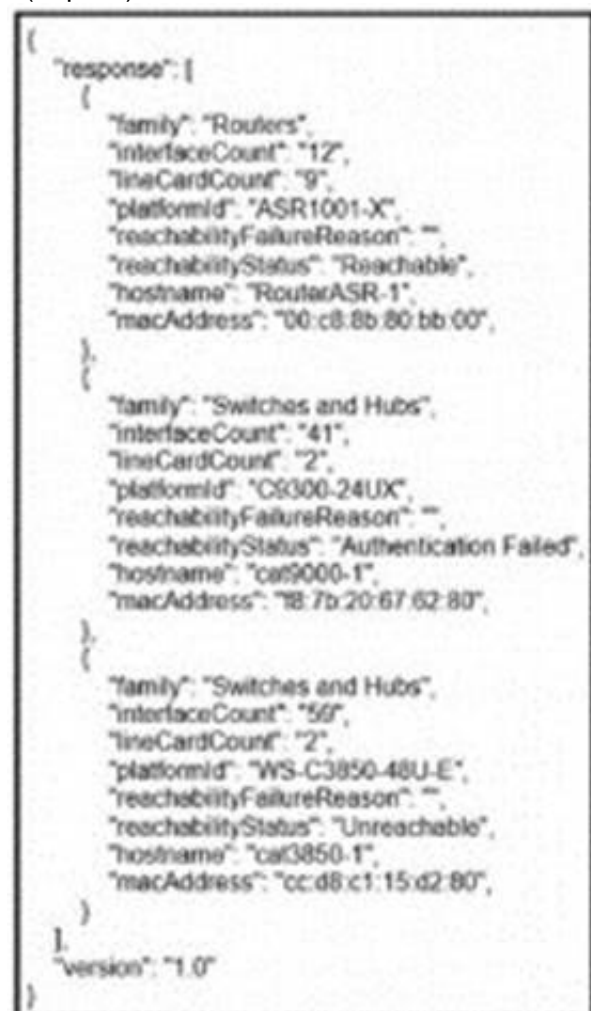 {
"response": [
{
"family": "Routers",
"interfaceCount": "12",
"lineCardCount": "9",
"platformId": "ASR1001-X",
"reachabilityFailureReason": "",
"reachabilityStatus": "Reachable",
"hostname": "RouterASR-1",
"macAddress": "00:c8:8b:80:bb:00",
},
{
"family": "Switches and Hubs",
"interfaceCount": "41",
"lineCardCount": "2",
"platformId": "C9300-24UX",
"reachabilityFailureReason": "",
"reachabilityStatus": "Authentication Failed",
"hostname": "cat9000-1",
"macAddress": "f8:7b:20:67:62:80",
},
{
"family": "Switches and Hubs",
"interfaceCount": "59",
"lineCardCount": "2",
"platformId": "WS-C3850-48U-E",
"reachabilityFailureReason": "",
"reachabilityStatus": "Unreachable",
"hostname": "cat3850-1",
"macAddress": "cc:d8:c1:15:d2:80",
}
],
"version": "1.0"
}